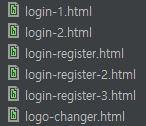 login-1.html
login-2.html
login-register.html
login-register-2.html
login-register-3.html
logo-changer.html